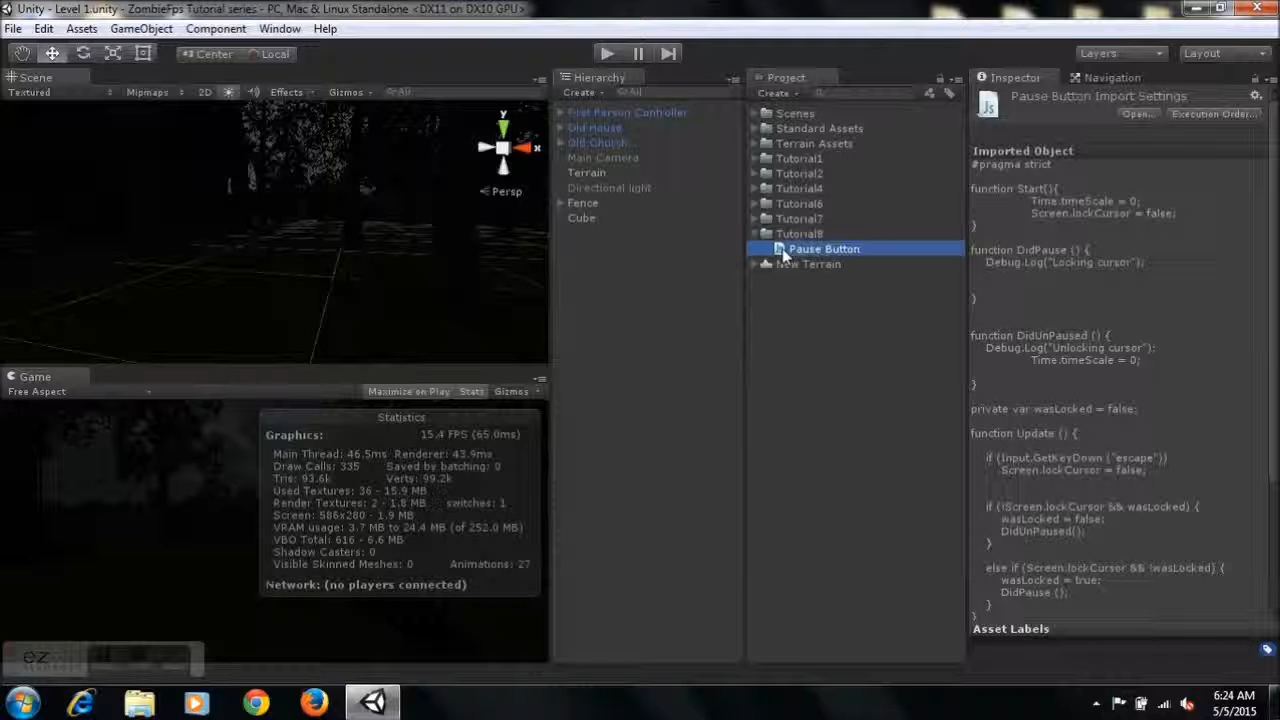 Unity - Level 1.unity - ZombieFps Tutorial series - PC, Mac & Linux Standalone <DX11 on DX10 GPU>
File Edit Assets GameObject Component Window Help
Center Local Layers Layout
Scene
Textured Mipmaps 2D Effects Gizmos All
y
x
Persp
Hierarchy
Create All
First Person Controller
Old House
Old Church
Main Camera
Terrain
Directional light
Fence
Cube
Project
Create
Scenes
Standard Assets
Terrain Assets
Tutorial1
Tutorial2
Tutorial4
Tutorial6
Tutorial7
Tutorial8
Pause Button
New Terrain
Inspector Navigation
Js
Pause Button Import Settings
Open... Execution Order...
Imported Object
#pragma strict
function Start(){
Time.timeScale = 0;
Screen.lockCursor = false;
}
function DidPause () {
Debug.Log("Locking cursor");
}
function DidUnPaused () {
Debug.Log("Unlocking cursor");
Time.timeScale = 0;
}
private var wasLocked = false;
function Update () {
if (Input.GetKeyDown ("escape"))
Screen.lockCursor = false;
if (!Screen.lockCursor && wasLocked) {
wasLocked = false;
DidUnPaused();
}
else if (Screen.lockCursor && !wasLocked) {
wasLocked = true;
DidPause ();
}
}
Asset Labels
Game
Free Aspect Maximize on Play Stats Gizmos
Statistics
Graphics: 15.4 FPS (65.0ms)
Main Thread: 46.5ms Renderer: 43.9ms
Draw Calls: 335 Saved by batching: 0
Tris: 93.6k Verts: 99.2k
Used Textures: 36 - 15.9 MB
Render Textures: 2 - 1.8 MB switches: 1
Screen: 586x280 - 1.9 MB
VRAM usage: 3.7 MB to 24.4 MB (of 252.0 MB)
VBO Total: 616 - 6.6 MB
Shadow Casters: 0
Visible Skinned Meshes: 0 Animations: 27
Network: (no players connected)
ez
6:24 AM
5/5/2015